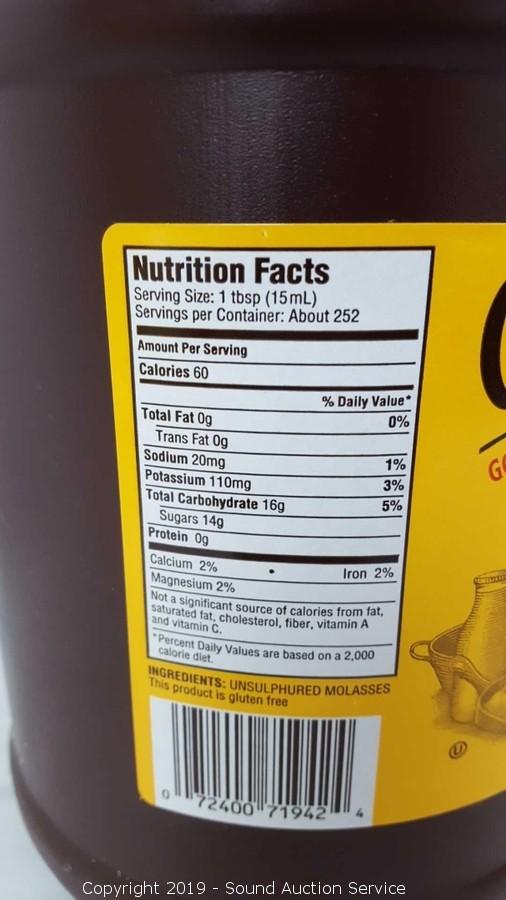 Nutrition Facts
Serving Size: 1 tbsp (15mL)
Servings per Container: About 252
Amount Per Serving
Calories 60
% Daily Value*
Total Fat 0g 0%
Trans Fat 0g
Sodium 20mg 1%
Potassium 110mg 3%
Total Carbohydrate 16g 5%
Sugars 14g
Protein 0g
Calcium 2% • Iron 2%
Magnesium 2%
Not a significant source of calories from fat,
saturated fat, cholesterol, fiber, vitamin A
and vitamin C.
*Percent Daily Values are based on a 2,000
calorie diet.
INGREDIENTS: UNSULPHURED MOLASSES
This product is gluten free
0 72400 71942 4
U
Copyright 2019 - Sound Auction Service